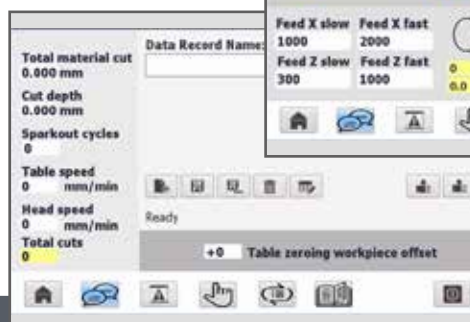 Feed X slow Feed X fast
1000 2000
Feed Z slow Feed Z fast
300 1000
0
0.0
Data Record Name:
Total material cut
0.000 mm
Cut depth
0.000 mm
Sparkout cycles
0
Table speed
0 mm/min
Head speed
0 mm/min
Total cuts
0
Ready
+0 Table zeroing workpiece offset